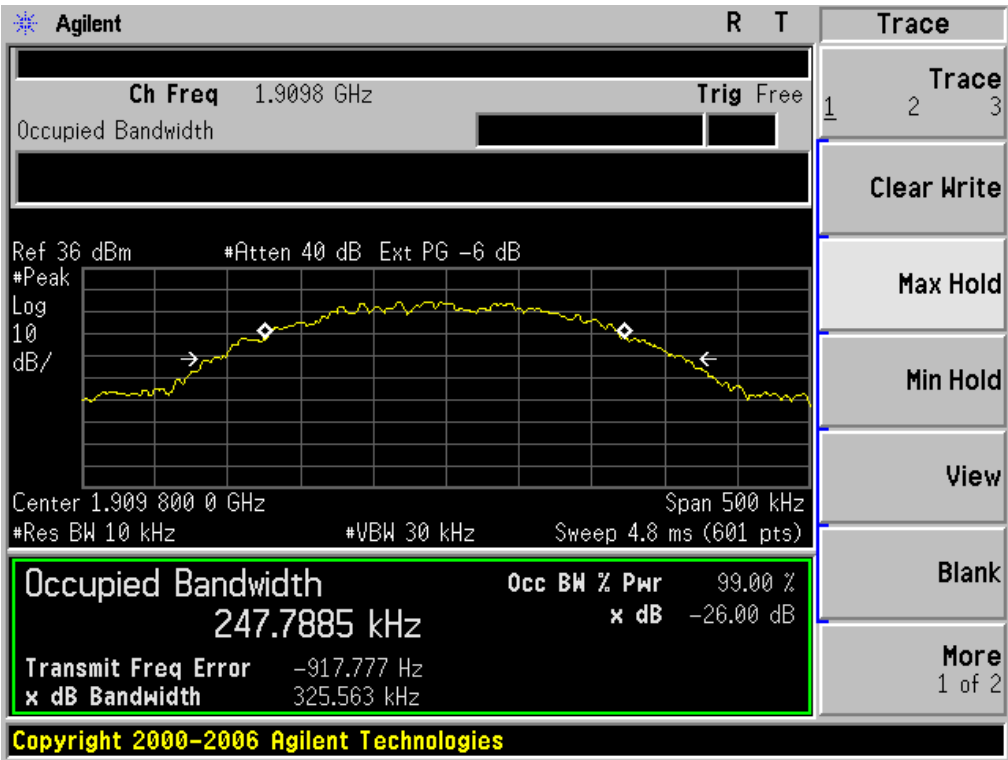 Agilent R T
Trace
Ch Freq 1.9098 GHz Trig Free
Occupied Bandwidth
Trace
1 2 3
Clear Write
Max Hold
Min Hold
View
Blank
More
1 of 2
Ref 36 dBm #Atten 40 dB Ext PG -6 dB
#Peak
Log
10
dB/
Center 1.909 800 0 GHz Span 500 kHz
#Res BW 10 kHz #VBW 30 kHz Sweep 4.8 ms (601 pts)
Occupied Bandwidth Occ BW % Pwr 99.00 %
247.7885 kHz x dB -26.00 dB
Transmit Freq Error -917.777 Hz
x dB Bandwidth 325.563 kHz
Copyright 2000-2006 Agilent Technologies